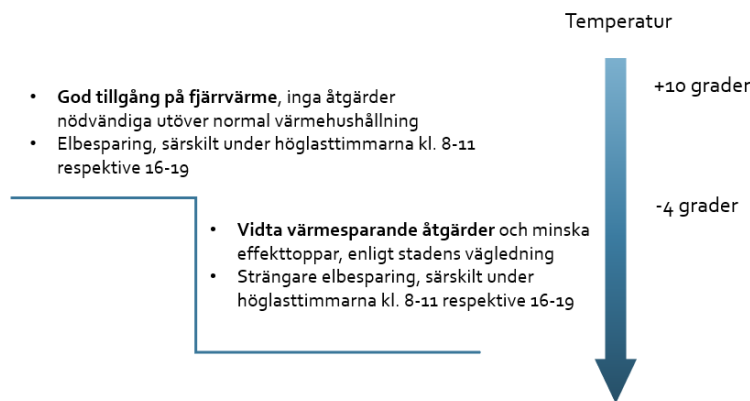 Temperatur
+10 grader
• God tillgång på fjärrvärme, inga åtgärder
nödvändiga utöver normal värmehushållning
• Elbesparing, särskilt under höglasttimmarna kl. 8-11
respektive 16-19
-4 grader
• Vidta värmesparande åtgärder och minska
effekttoppar, enligt stadens vägledning
• Strängare elbesparing, särskilt under
höglasttimmarna kl. 8-11 respektive 16-19